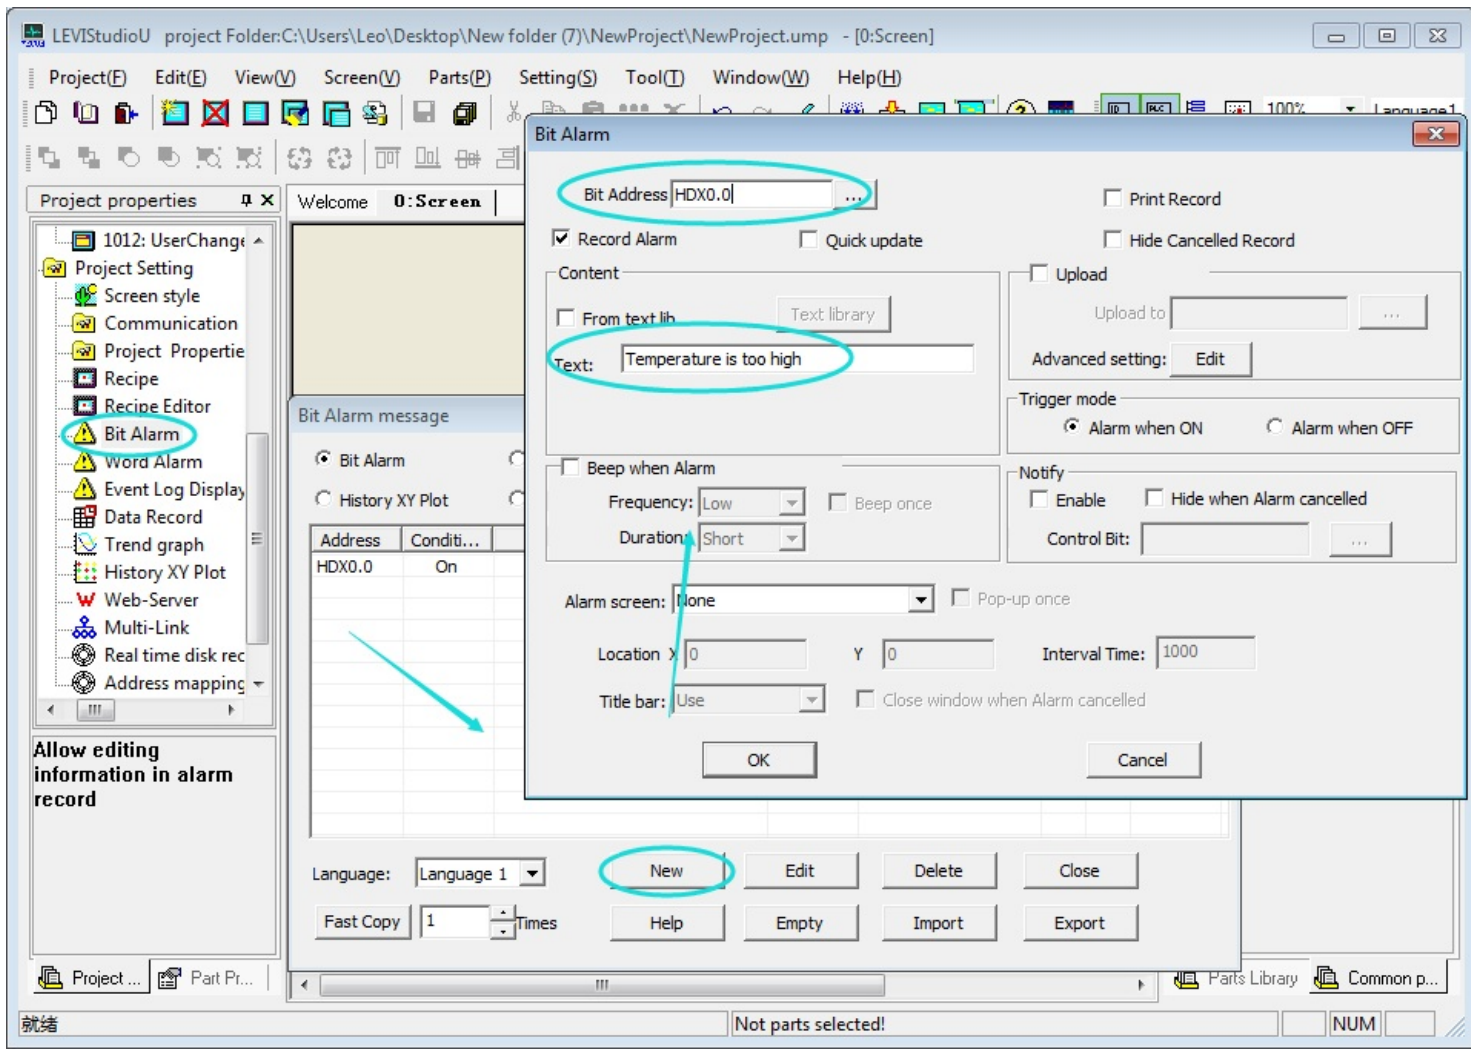 LEVIStudioU project Folder:C:\Users\Leo\Desktop\New folder (7)\NewProject\NewProject.ump - [0:Screen]
Project(F) Edit(E) View(V) Screen(V) Parts(P) Setting(S) Tool(T) Window(W) Help(H)
100% Language1
Project properties
1012: UserChange
Project Setting
Screen style
Communication
Project Propertie
Recipe
Recipe Editor
Bit Alarm
Word Alarm
Event Log Display
Data Record
Trend graph
History XY Plot
Web-Server
Multi-Link
Real time disk rec
Address mapping
Allow editing
information in alarm
record
Project ... Part Pr...
Welcome 0:Screen
Bit Alarm message
Bit Alarm
History XY Plot
Address Conditi...
HDX0.0 On
Language: Language 1 New Edit Delete Close
Fast Copy 1 Times Help Empty Import Export
Bit Alarm
Bit Address HDX0.0 ...
Print Record
Record Alarm Quick update Hide Cancelled Record
Content
From text lib Text library
Text: Temperature is too high
Upload
Upload to ...
Advanced setting: Edit
Trigger mode
Alarm when ON Alarm when OFF
Beep when Alarm
Frequency: Low Beep once
Duration: Short
Notify
Enable Hide when Alarm cancelled
Control Bit: ...
Alarm screen: None Pop-up once
Location X 0 Y 0 Interval Time: 1000
Title bar: Use Close window when Alarm cancelled
OK Cancel
Parts Library Common p...
就绪 Not parts selected! NUM